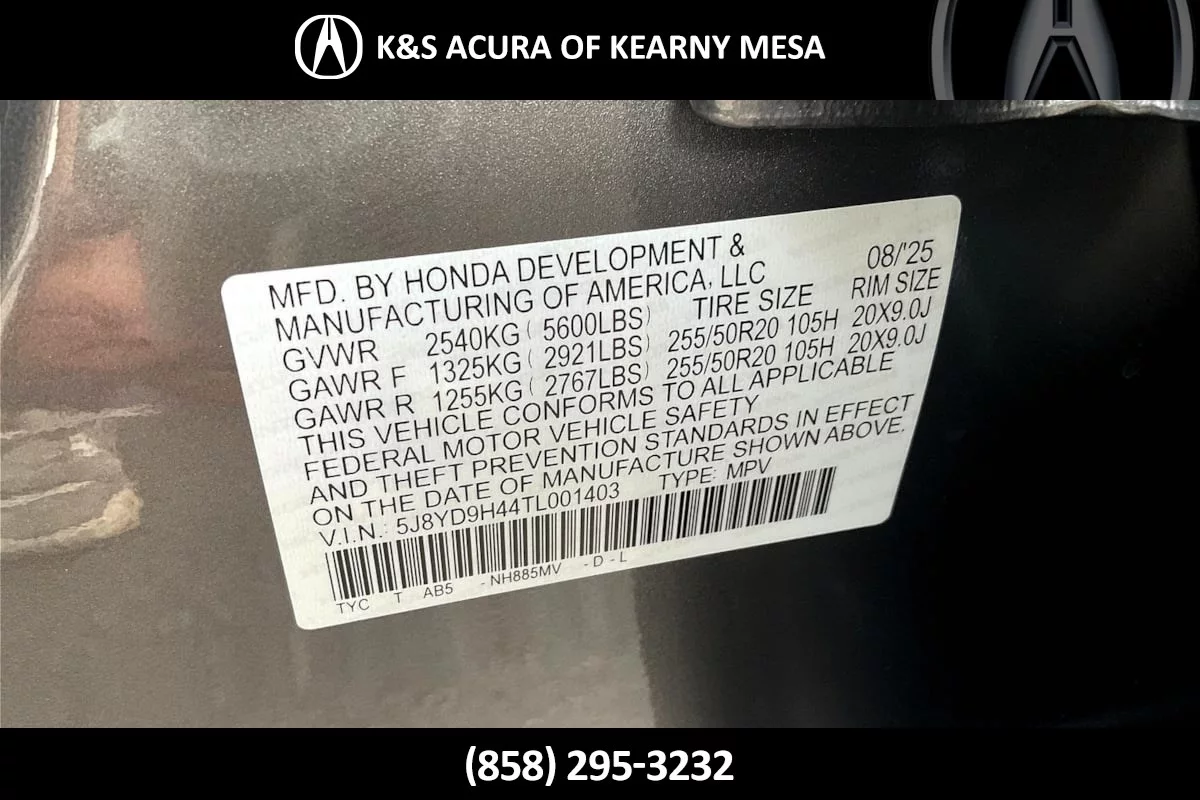 K&S ACURA OF KEARNY MESA
MFD. BY HONDA DEVELOPMENT & 08/'25
MANUFACTURING OF AMERICA, LLC
GVWR 2540KG ( 5600LBS) TIRE SIZE RIM SIZE
GAWR F 1325KG ( 2921LBS) 255/50R20 105H 20X9.0J
GAWR R 1255KG ( 2767LBS) 255/50R20 105H 20X9.0J
THIS VEHICLE CONFORMS TO ALL APPLICABLE
FEDERAL MOTOR VEHICLE SAFETY
AND THEFT PREVENTION STANDARDS IN EFFECT
ON THE DATE OF MANUFACTURE SHOWN ABOVE.
V.I.N.: 5J8YD9H44TL001403 TYPE: MPV
TYC T AB5 - NH885MV - D - L
(858) 295-3232